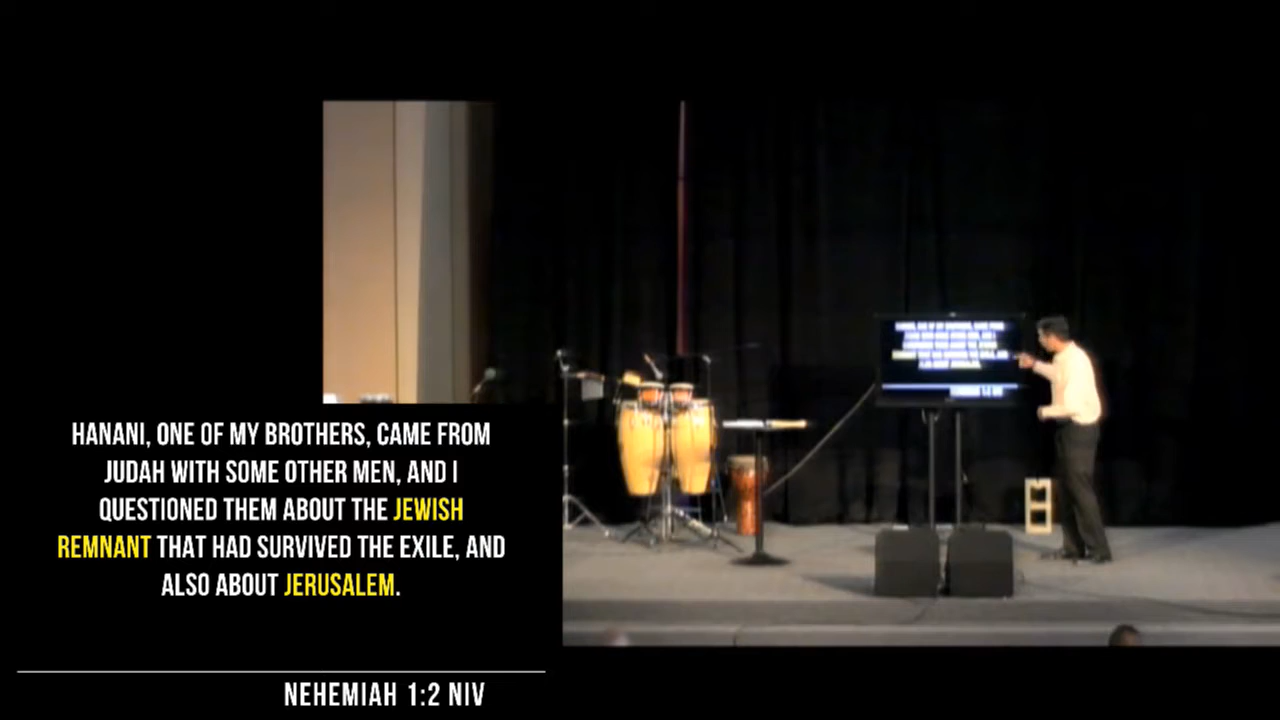 HANANI, ONE OF MY BROTHERS, CAME FROM
JUDAH WITH SOME OTHER MEN, AND I
QUESTIONED THEM ABOUT THE JEWISH
REMNANT THAT HAD SURVIVED THE EXILE, AND
ALSO ABOUT JERUSALEM.
NEHEMIAH 1:2 NIV